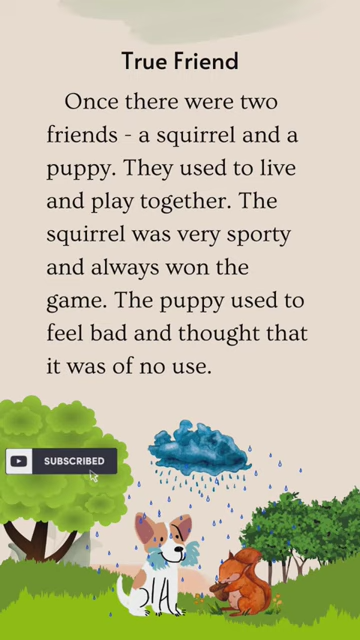 True Friend
Once there were two
friends - a squirrel and a
puppy. They used to live
and play together. The
squirrel was very sporty
and always won the
game. The puppy used to
feel bad and thought that
it was of no use.
SUBSCRIBED